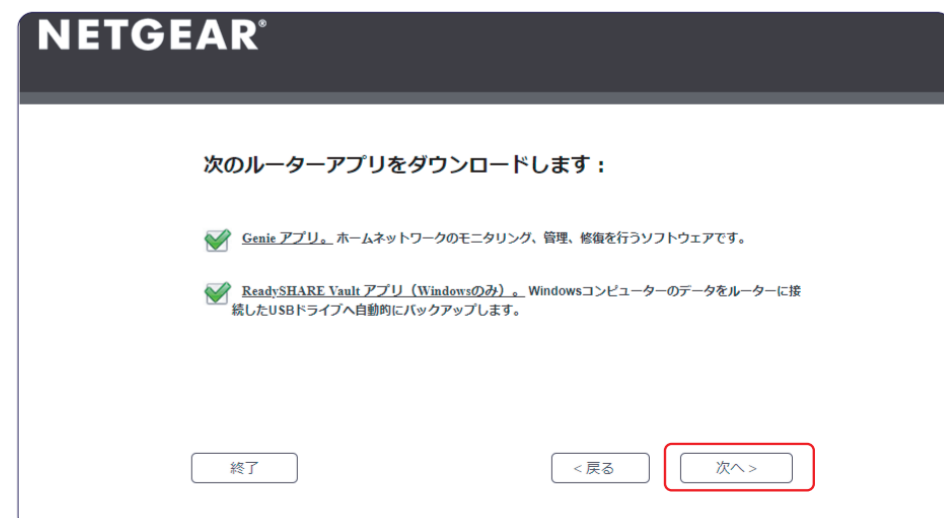 NETGEAR®
次のルーターアプリをダウンロードします：
Genie アプリ。 ホームネットワークのモニタリング、管理、修復を行うソフトウェアです。
ReadySHARE Vault アプリ（Windowsのみ）。 Windowsコンピューターのデータをルーターに接
続したUSBドライブへ自動的にバックアップします。
終了
< 戻る
次へ >